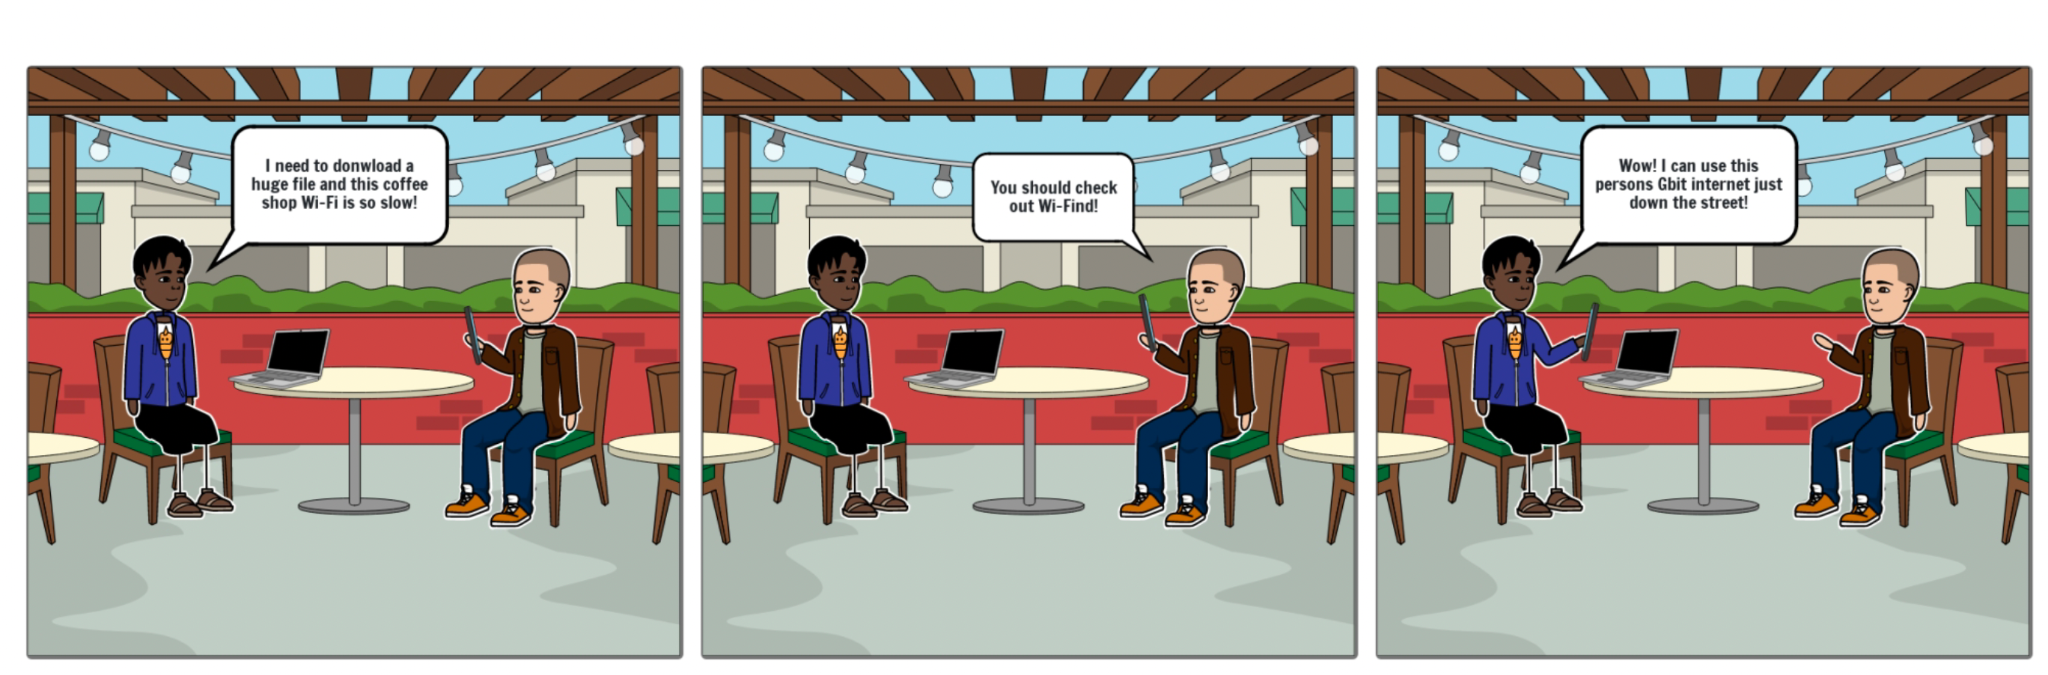 I need to donwload a
huge file and this coffee
shop Wi-Fi is so slow!
You should check
out Wi-Find!
Wow! I can use this
persons Gbit internet just
down the street!